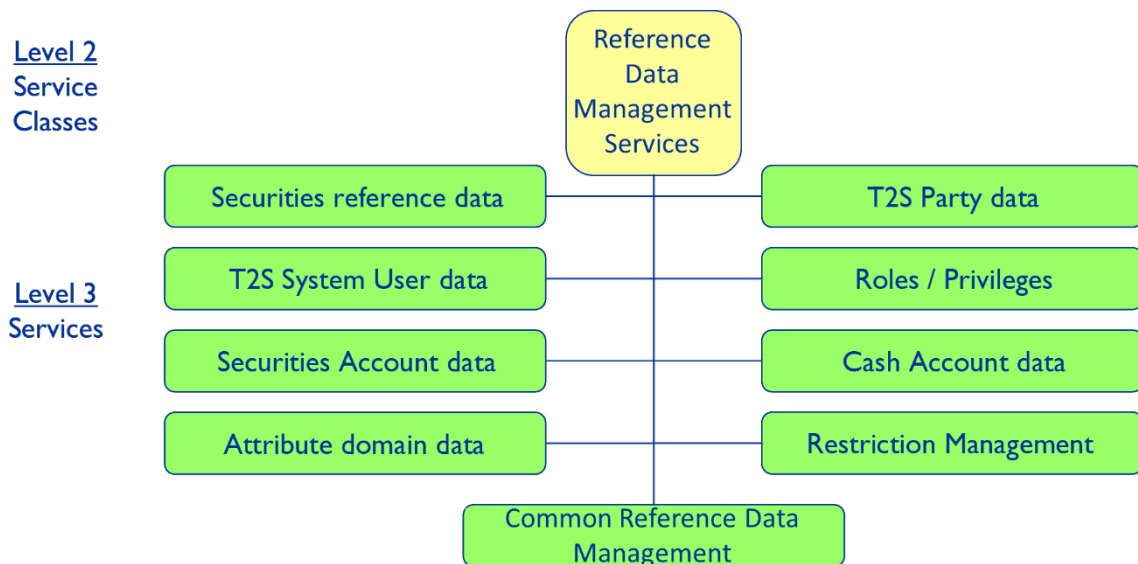 Level 2
Service
Classes
Reference
Data
Management
Services
Securities reference data
T2S Party data
T2S System User data
Roles / Privileges
Level 3
Services
Securities Account data
Cash Account data
Attribute domain data
Restriction Management
Common Reference Data
Management